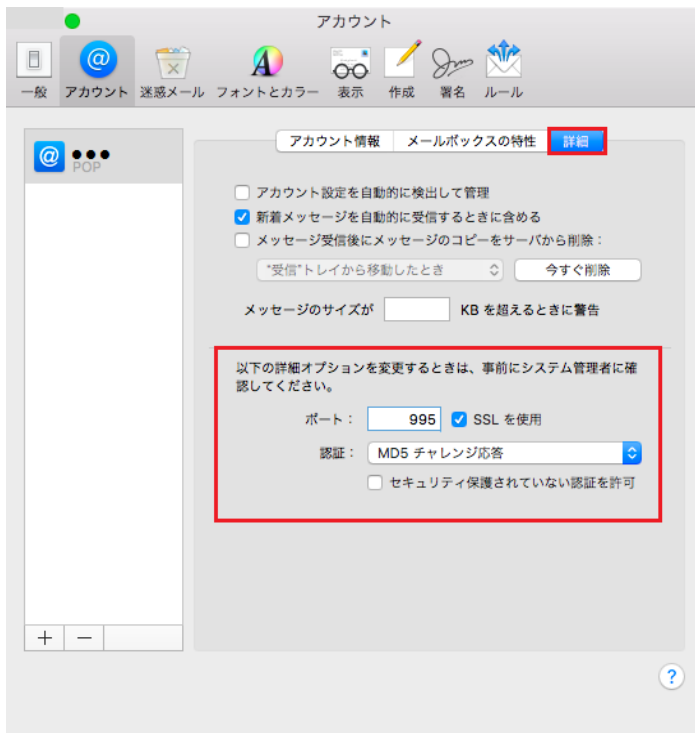 アカウント
一般 アカウント 迷惑メール フォントとカラー 表示 作成 署名 ルール
アカウント情報 メールボックスの特性 詳細
POP
アカウント設定を自動的に検出して管理
新着メッセージを自動的に受信するときに含める
メッセージ受信後にメッセージのコピーをサーバから削除：
"受信"トレイから移動したとき 今すぐ削除
メッセージのサイズが KB を超えるときに警告
以下の詳細オプションを変更するときは、事前にシステム管理者に確
認してください。
ポート： 995 SSL を使用
認証： MD5 チャレンジ応答
セキュリティ保護されていない認証を許可